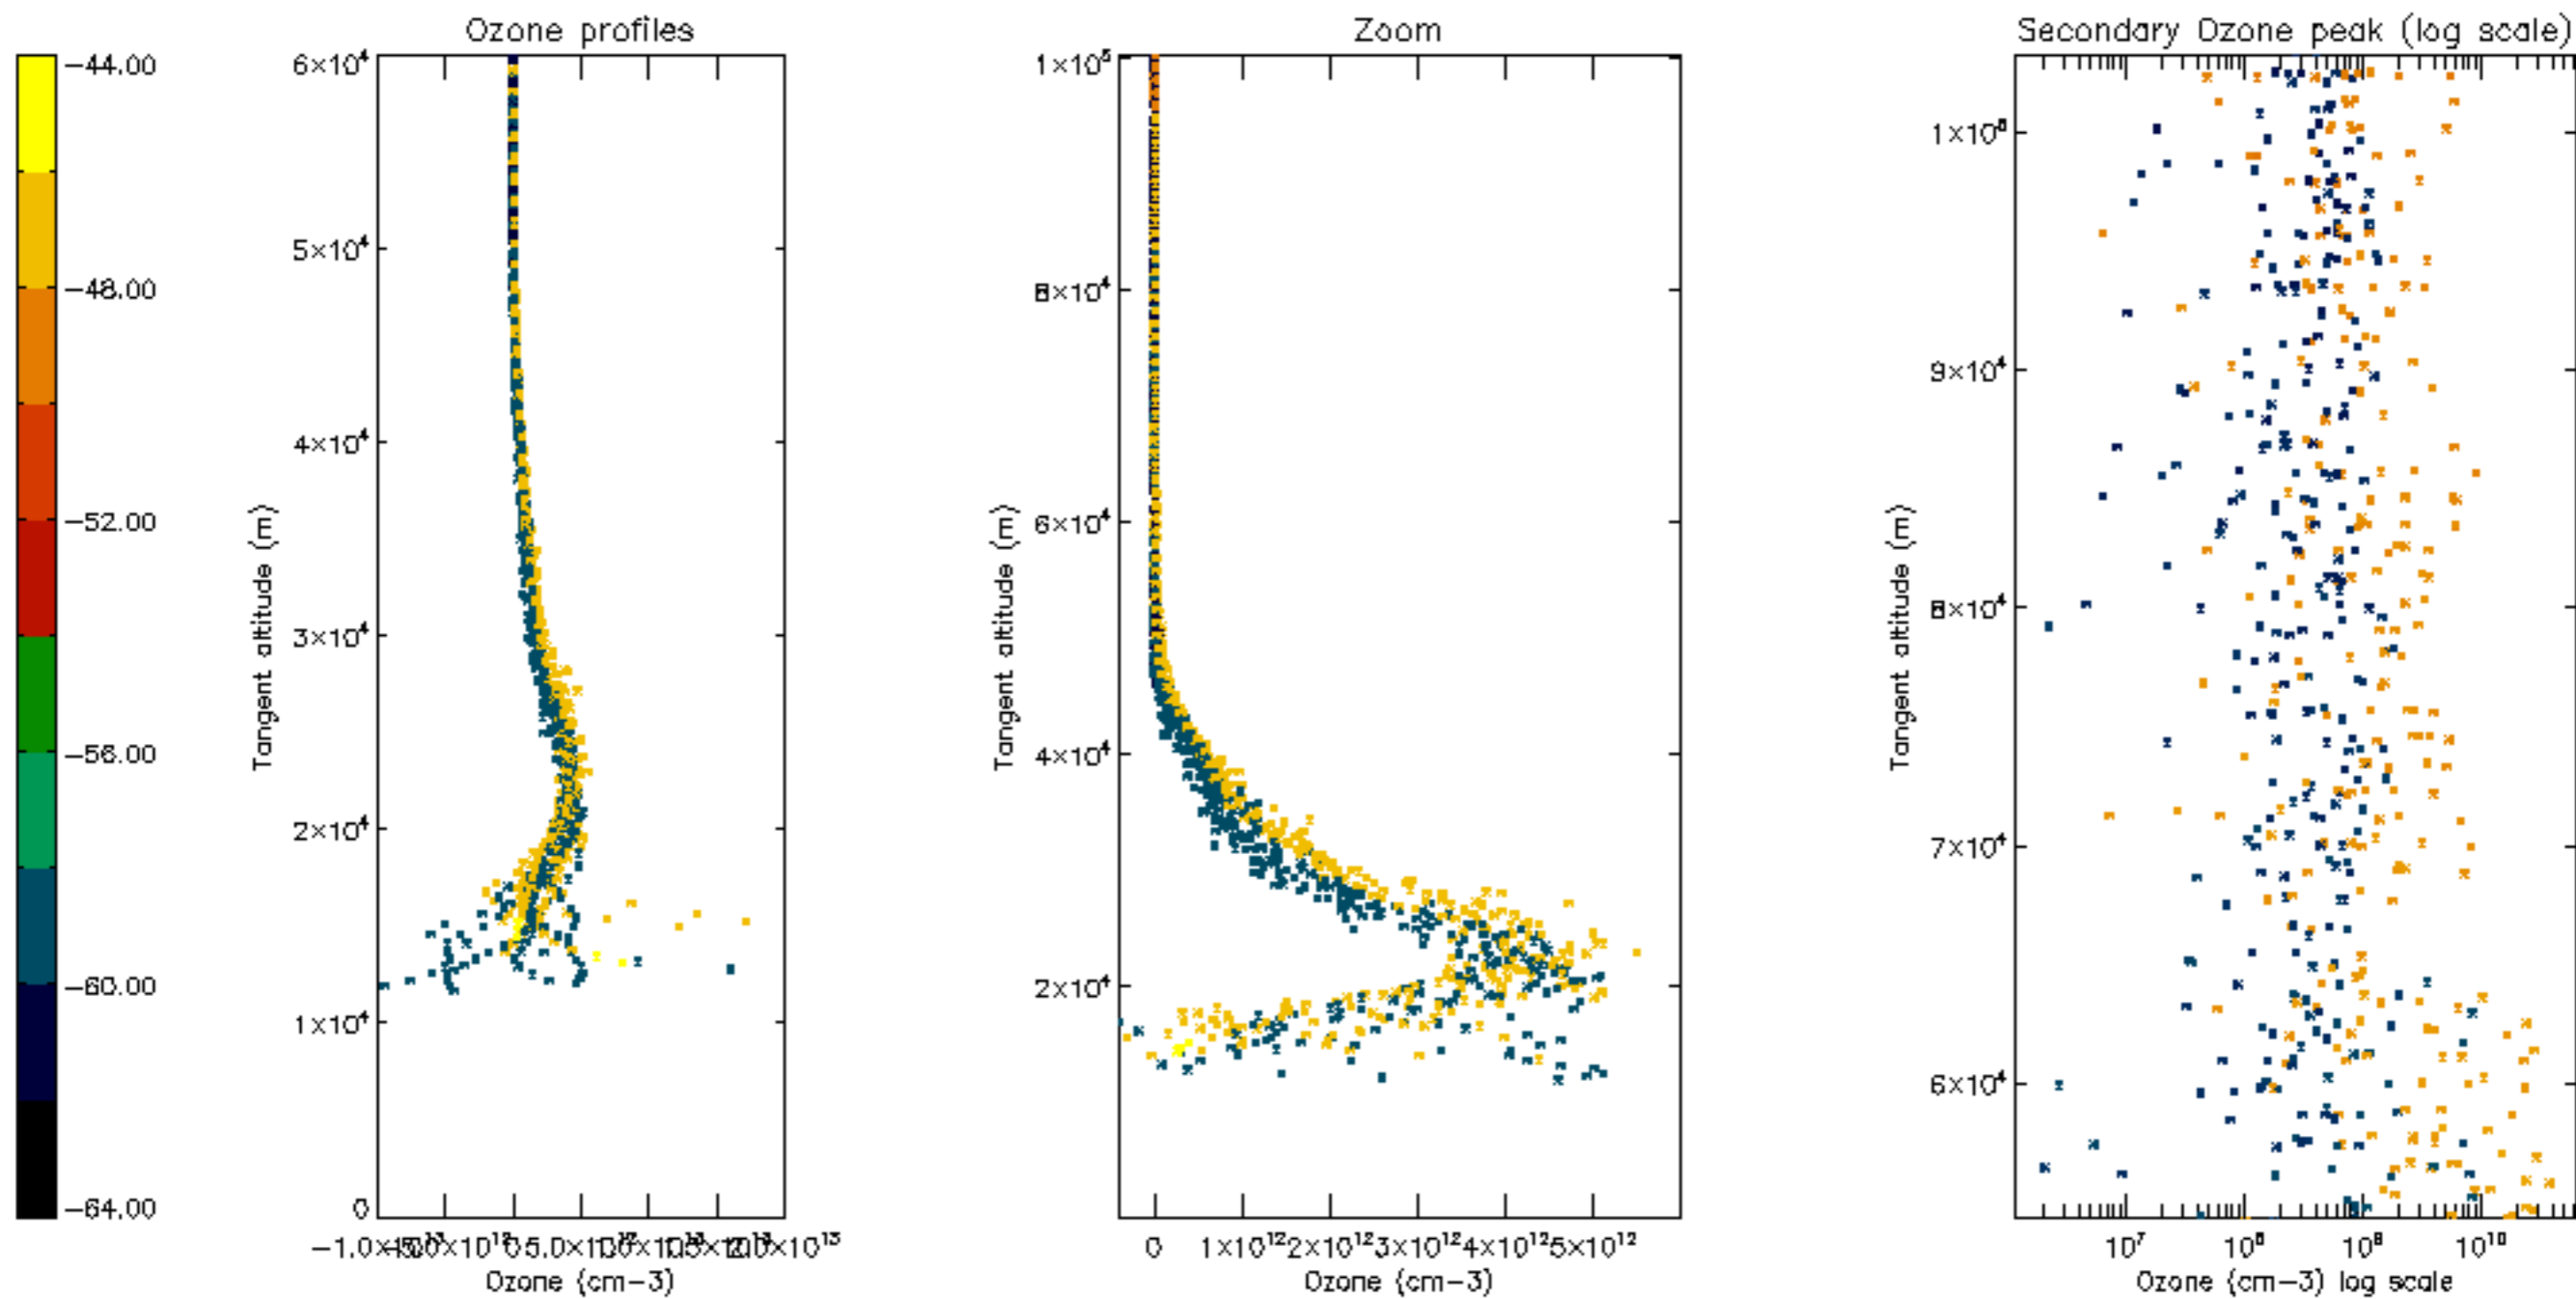 Ozone profiles
Zoom
Secondary Ozone peak (log scale)
-44.00
-48.00
-52.00
-56.00
-60.00
-64.00
6×10⁴
5×10⁴
4×10⁴
3×10⁴
2×10⁴
1×10⁴
0
Tangent altitude (m)
Ozone (cm-3)
1×10⁵
8×10⁴
6×10⁴
4×10⁴
2×10⁴
Tangent altitude (m)
0 1×10¹² 2×10¹² 3×10¹² 4×10¹² 5×10¹²
Ozone (cm-3)
1×10⁵
9×10⁴
8×10⁴
7×10⁴
6×10⁴
Tangent altitude (m)
10⁷ 10⁸ 10⁹ 10¹⁰
Ozone (cm-3) log scale